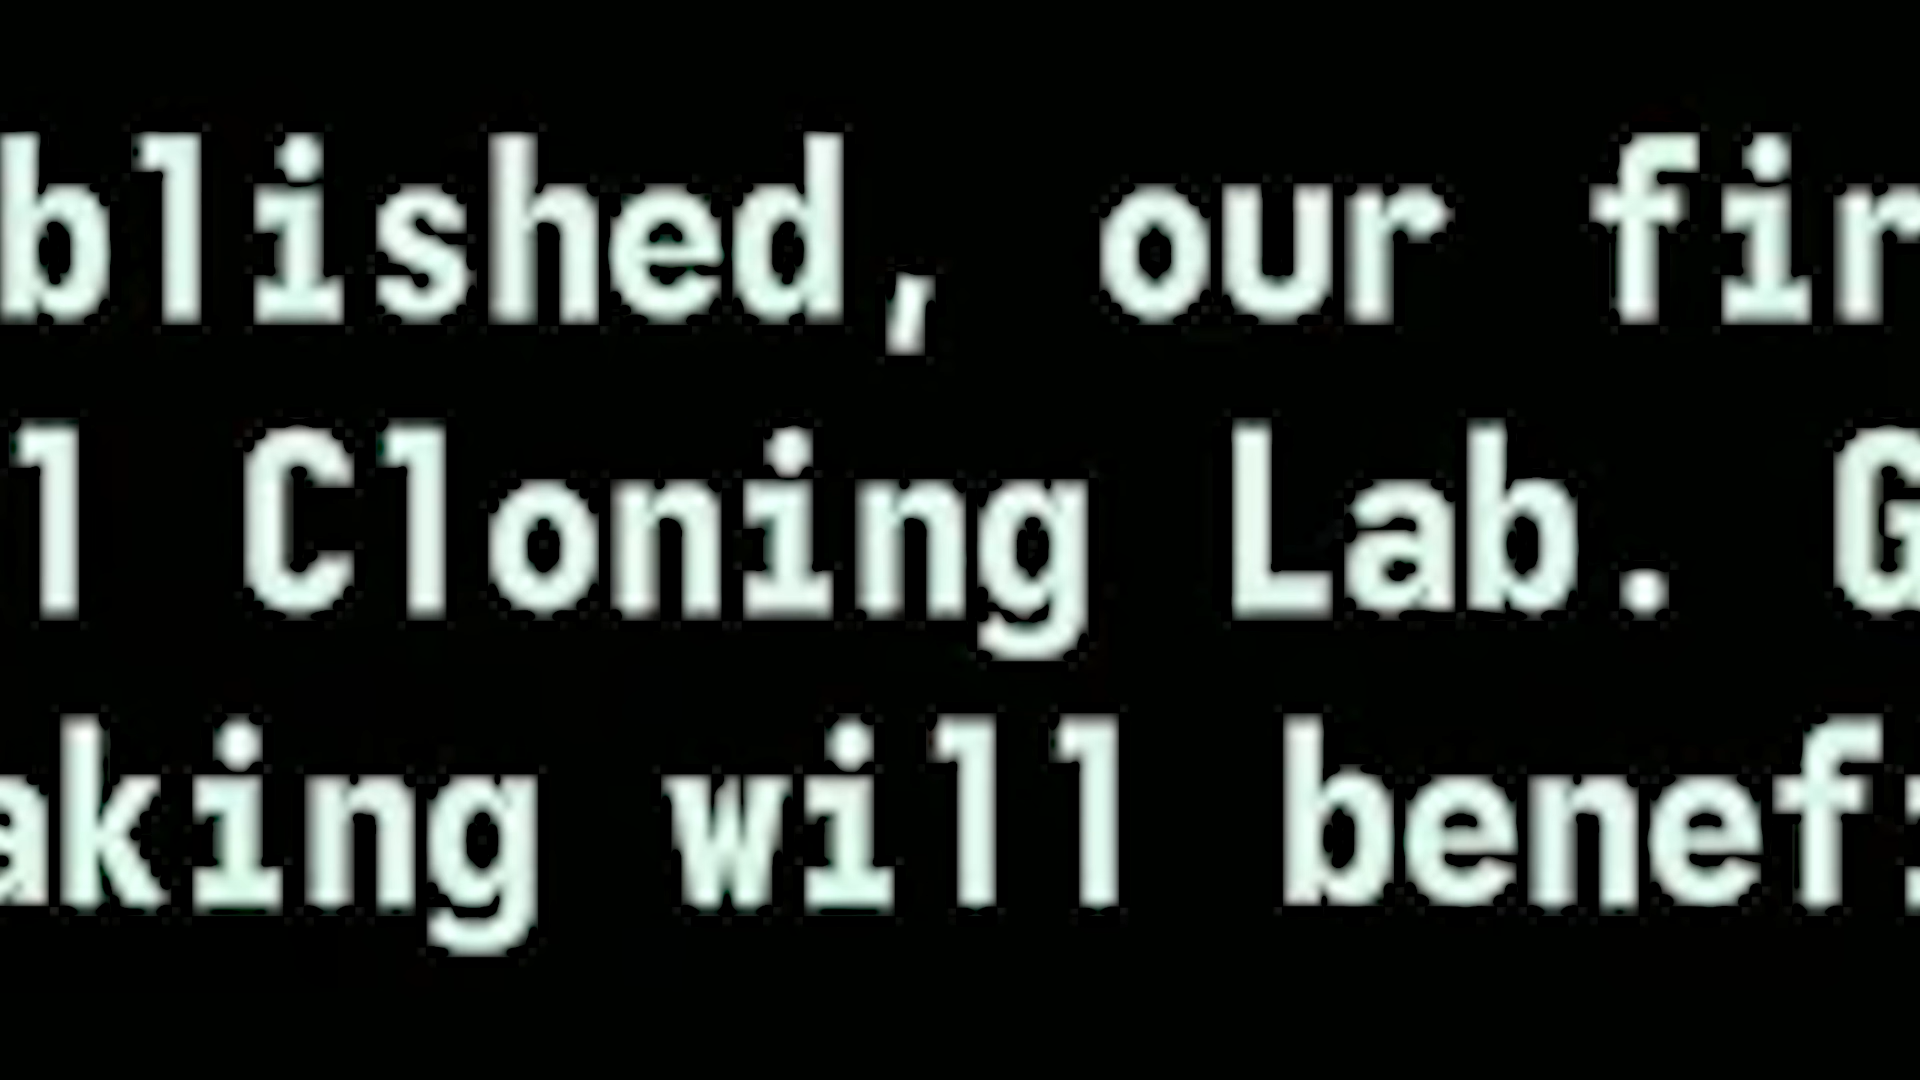 blished, our fir
l Cloning Lab. G
aking will benef